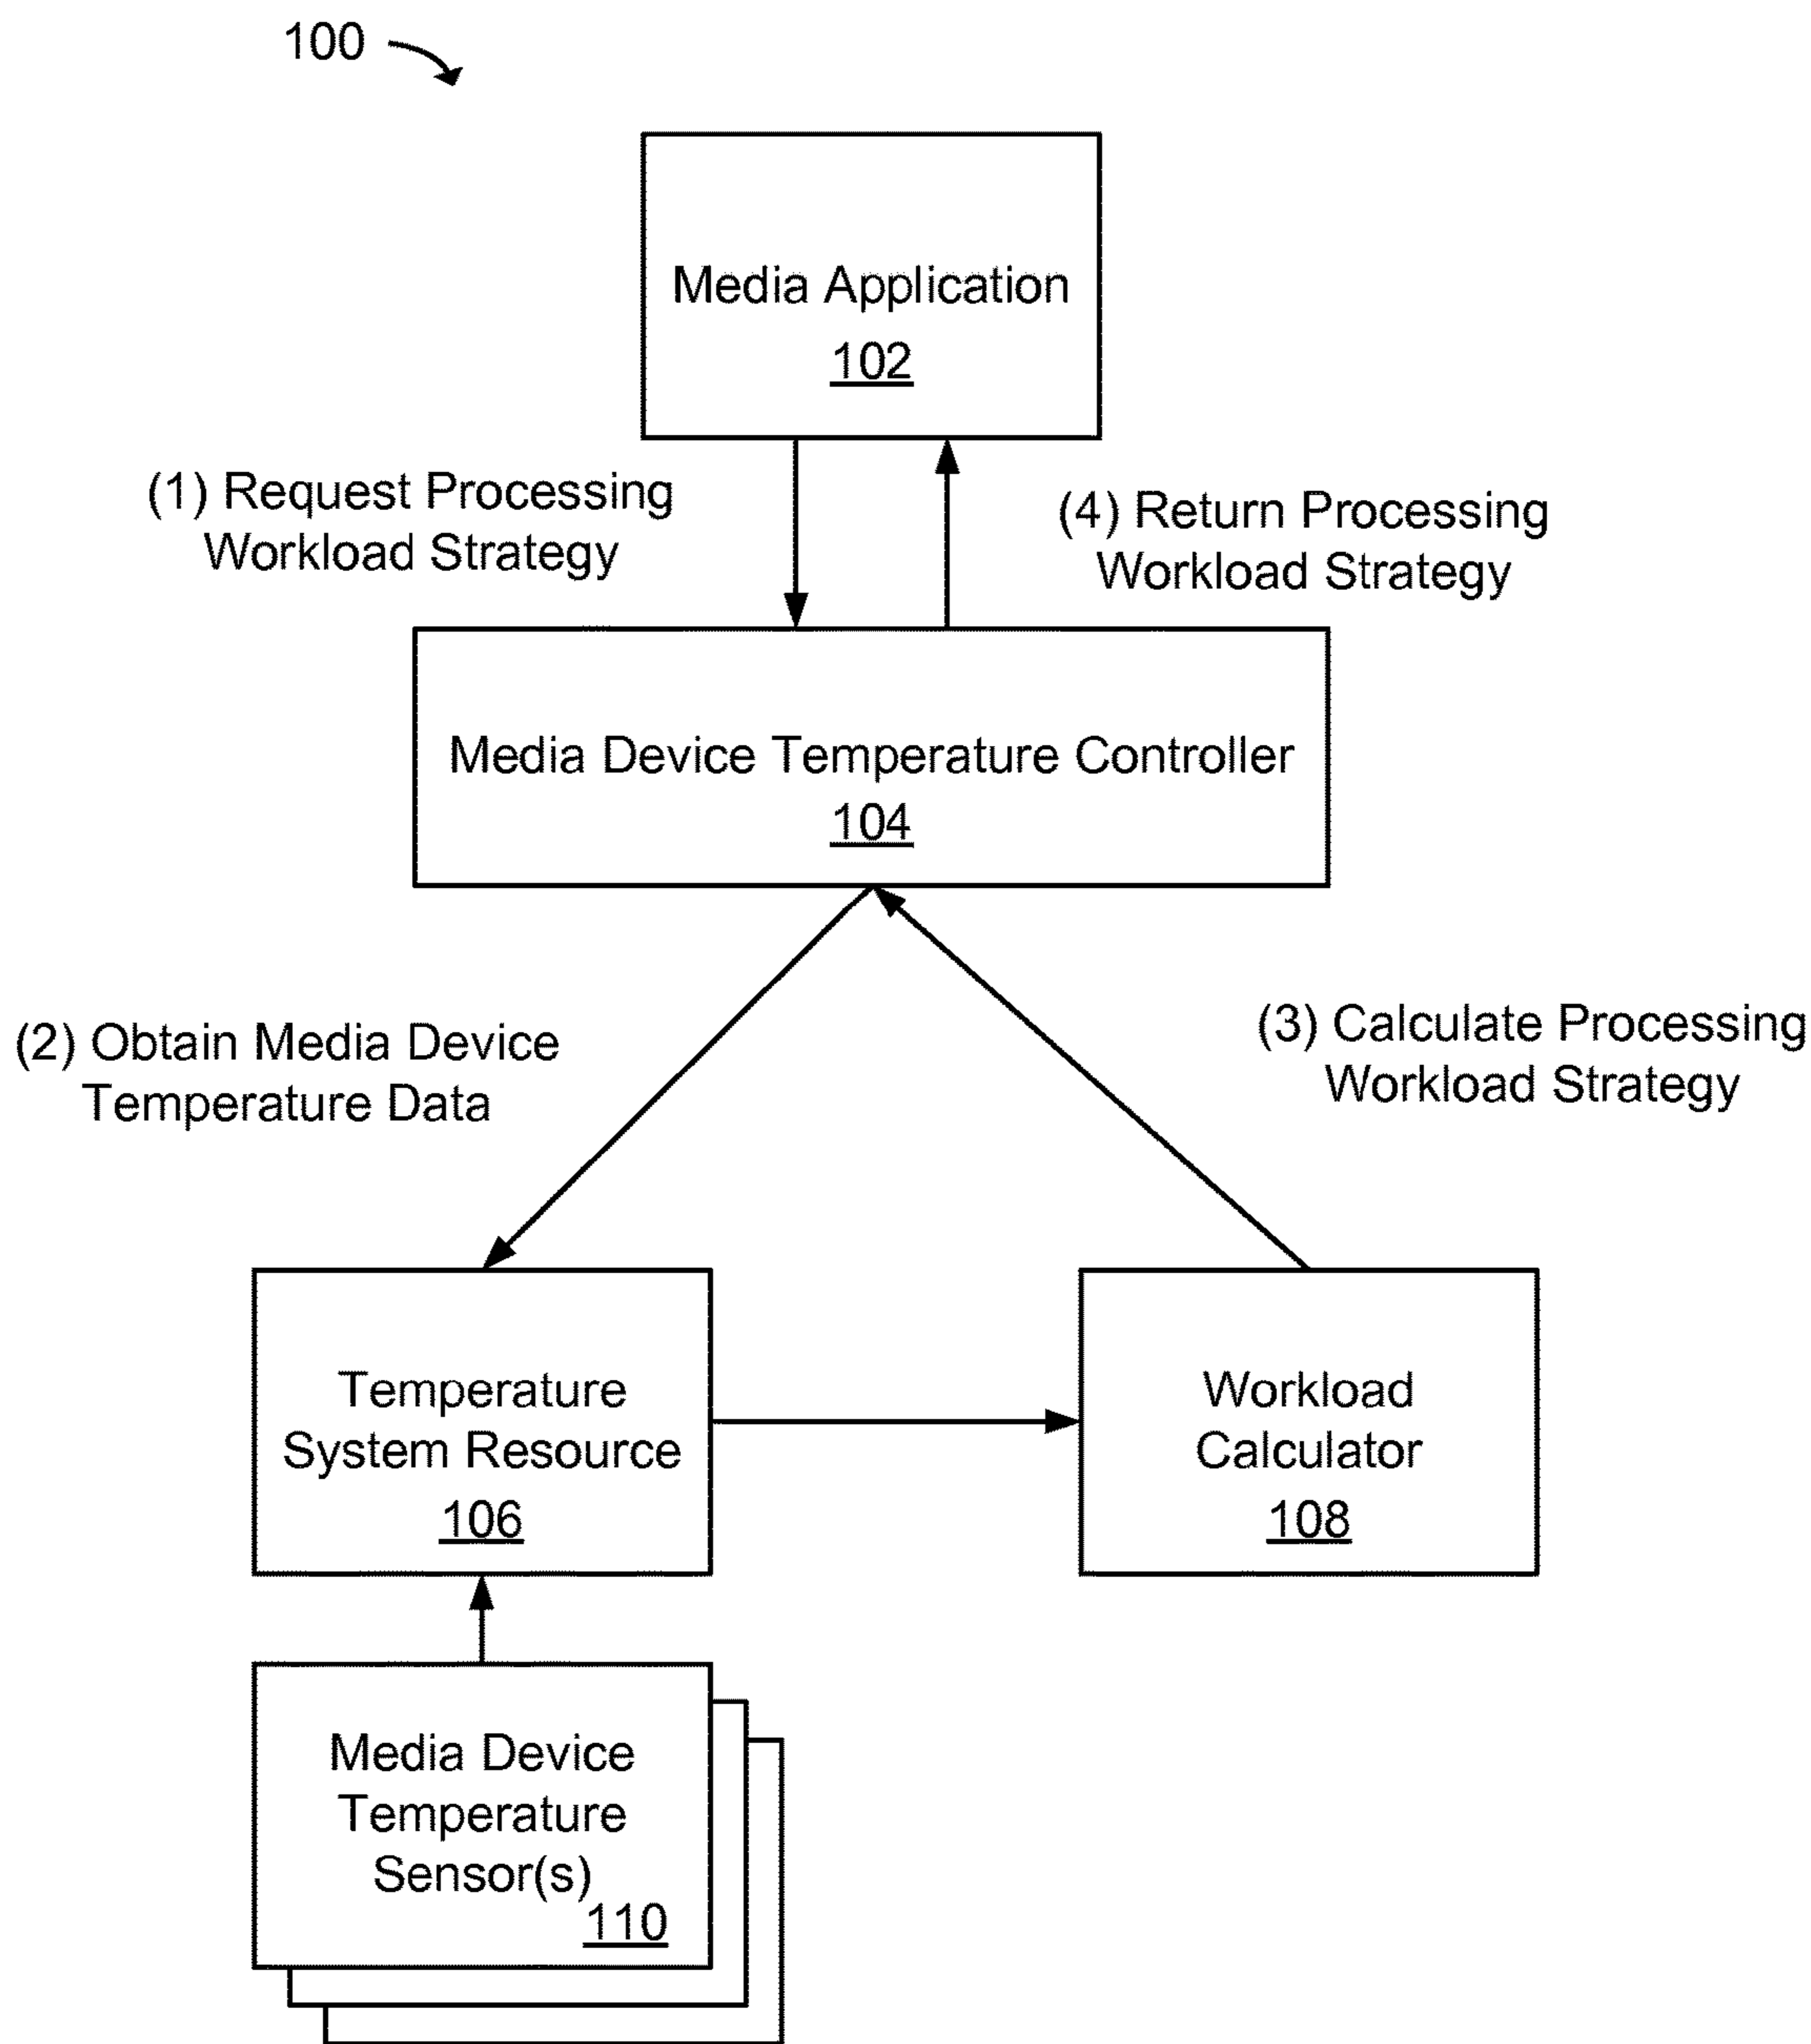 100
Media Application
102
(1) Request Processing
Workload Strategy
(4) Return Processing
Workload Strategy
Media Device Temperature Controller
104
(2) Obtain Media Device
Temperature Data
(3) Calculate Processing
Workload Strategy
Temperature
System Resource
106
Workload
Calculator
108
Media Device
Temperature
Sensor(s)
110